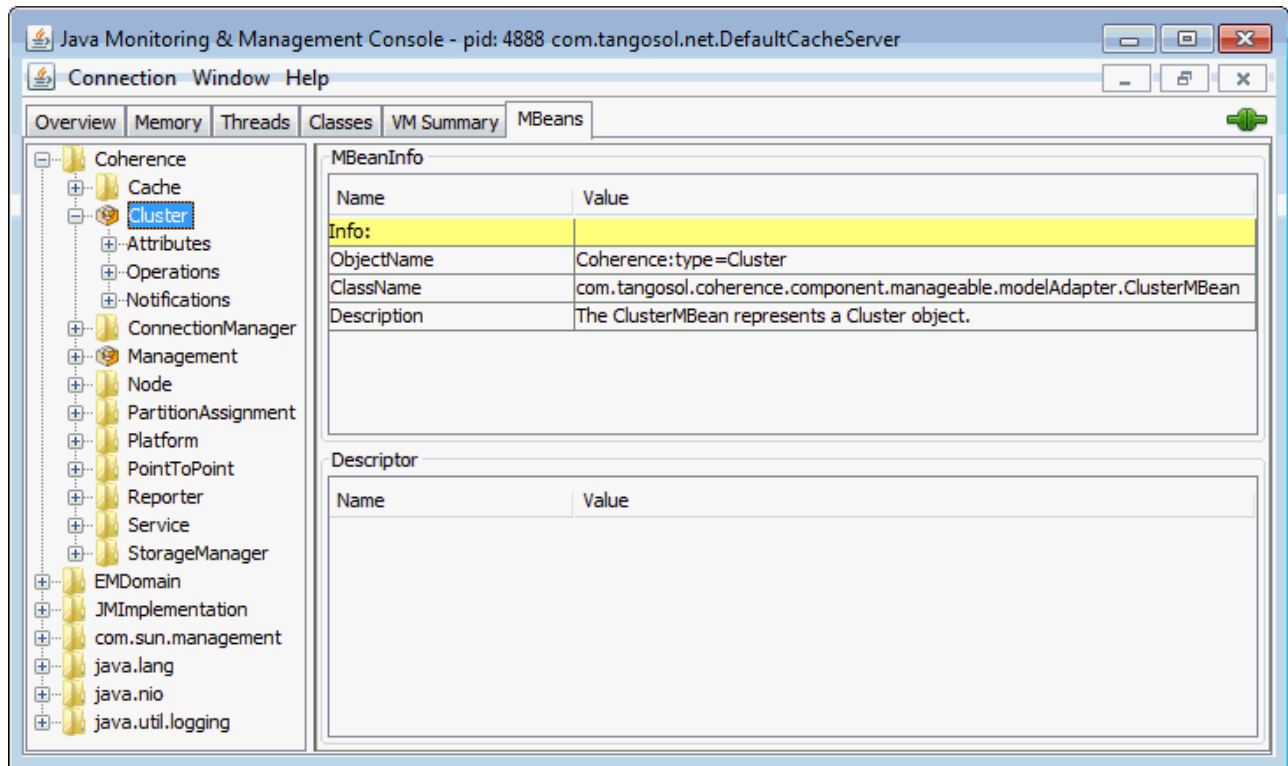 Java Monitoring & Management Console - pid: 4888 com.tangosol.net.DefaultCacheServer
Connection Window Help
Overview Memory Threads Classes VM Summary MBeans
Coherence
Cache
Cluster
Attributes
Operations
Notifications
ConnectionManager
Management
Node
PartitionAssignment
Platform
PointToPoint
Reporter
Service
StorageManager
EMDomain
JMImplementation
com.sun.management
java.lang
java.nio
java.util.logging
MBeanInfo
Name Value
Info:
ObjectName Coherence:type=Cluster
ClassName com.tangosol.coherence.component.manageable.modelAdapter.ClusterMBean
Description The ClusterMBean represents a Cluster object.
Descriptor
Name Value